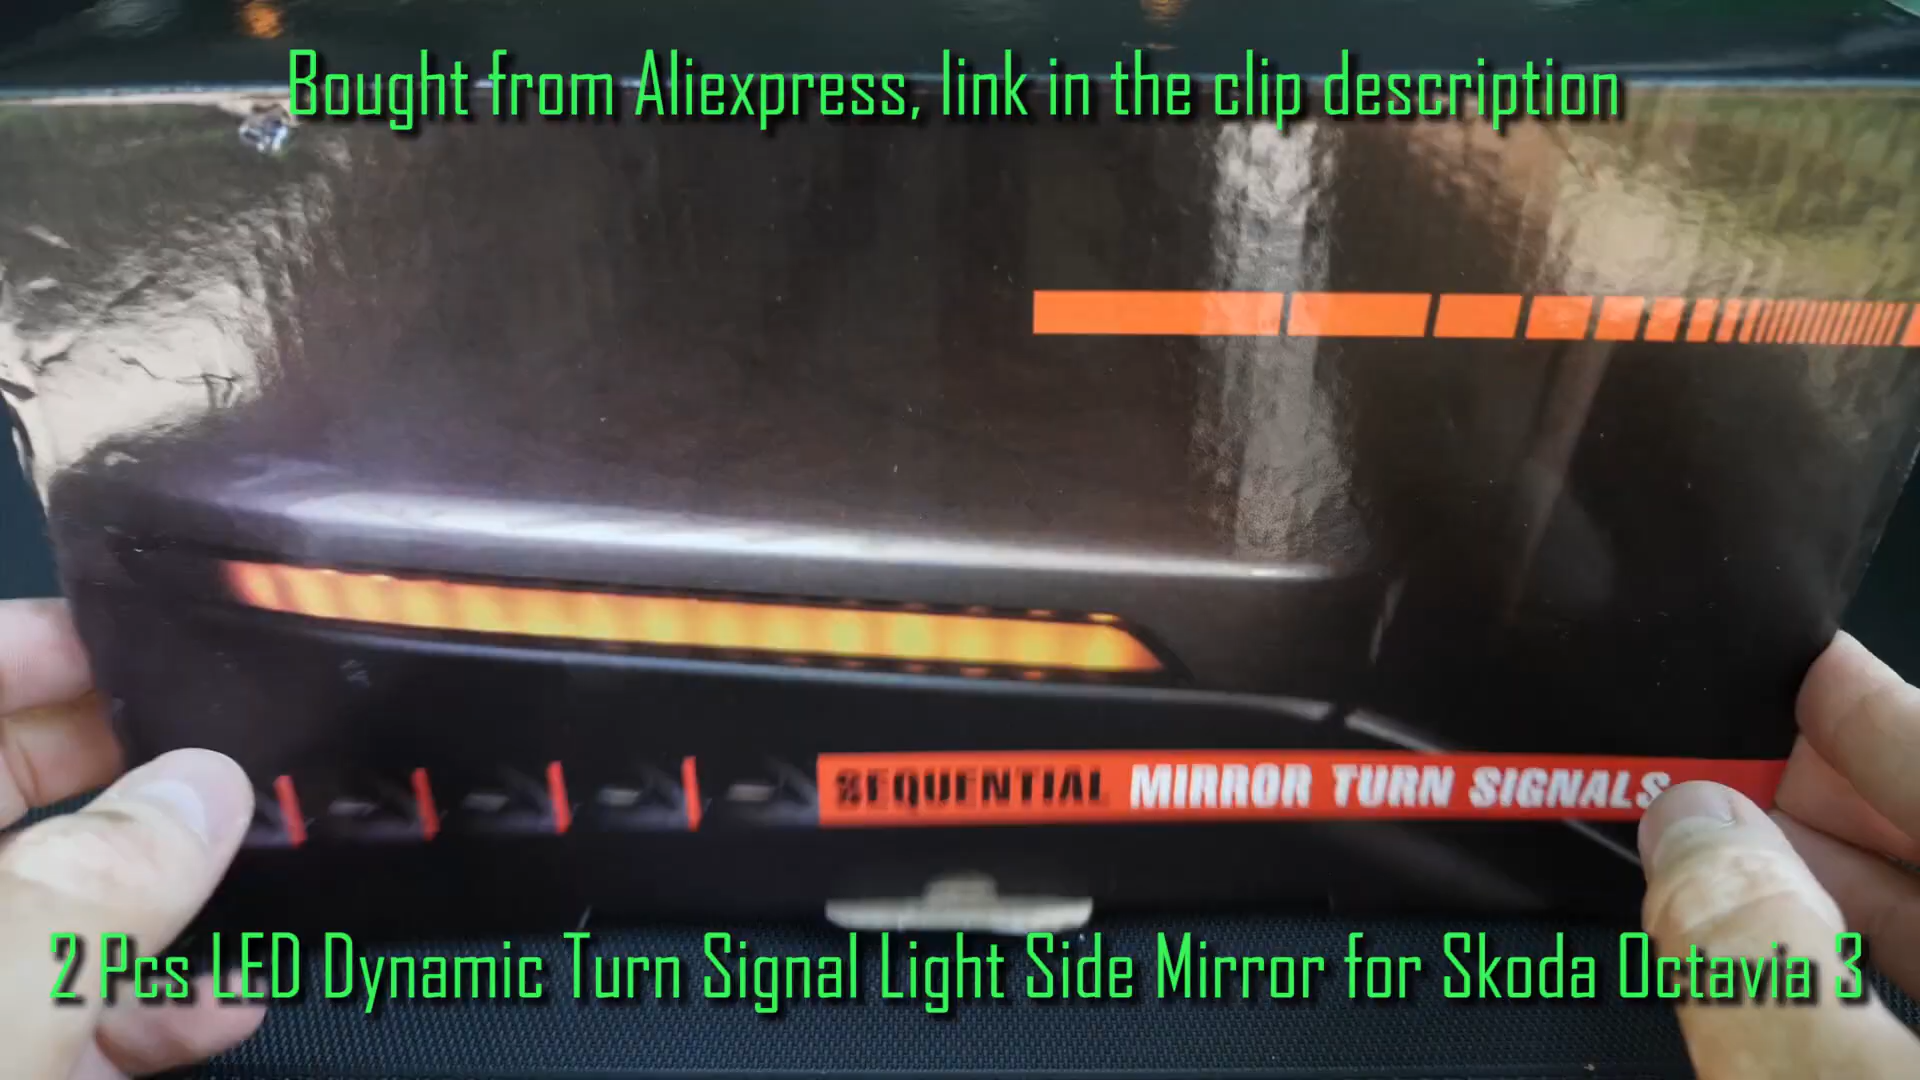 Bought from Aliexpress, link in the clip description
SEQUENTIAL MIRROR TURN SIGNALS
2 Pcs LED Dynamic Turn Signal Light Side Mirror for Skoda Octavia 3